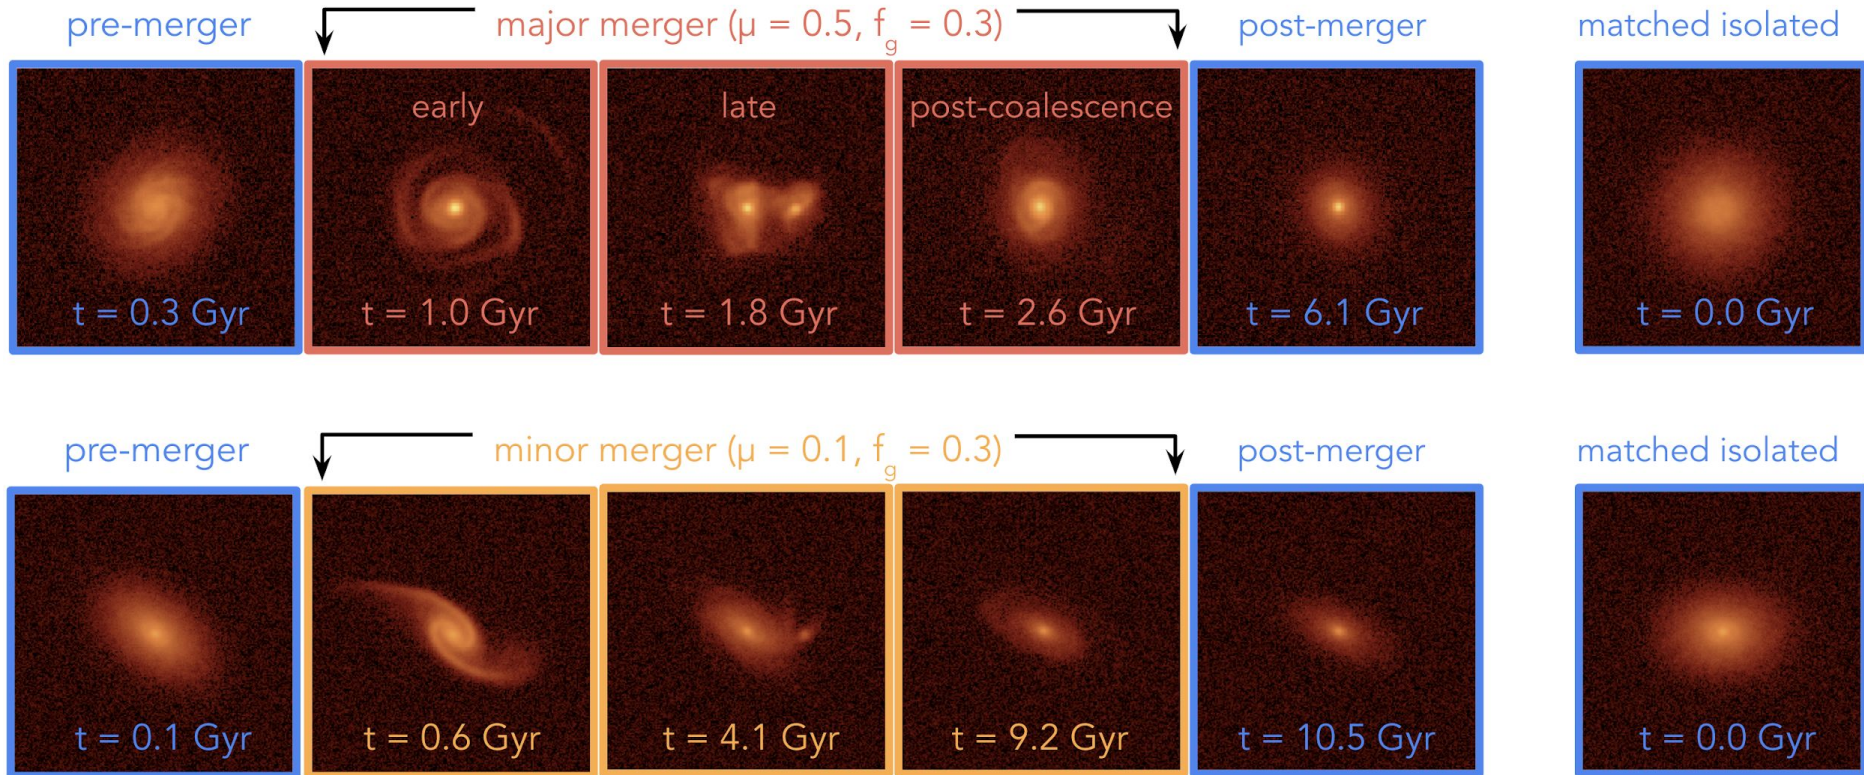 pre-merger
major merger (μ = 0.5, f_g = 0.3)
post-merger
matched isolated
early
late
post-coalescence
t = 0.3 Gyr
t = 1.0 Gyr
t = 1.8 Gyr
t = 2.6 Gyr
t = 6.1 Gyr
t = 0.0 Gyr
pre-merger
minor merger (μ = 0.1, f_g = 0.3)
post-merger
matched isolated
t = 0.1 Gyr
t = 0.6 Gyr
t = 4.1 Gyr
t = 9.2 Gyr
t = 10.5 Gyr
t = 0.0 Gyr